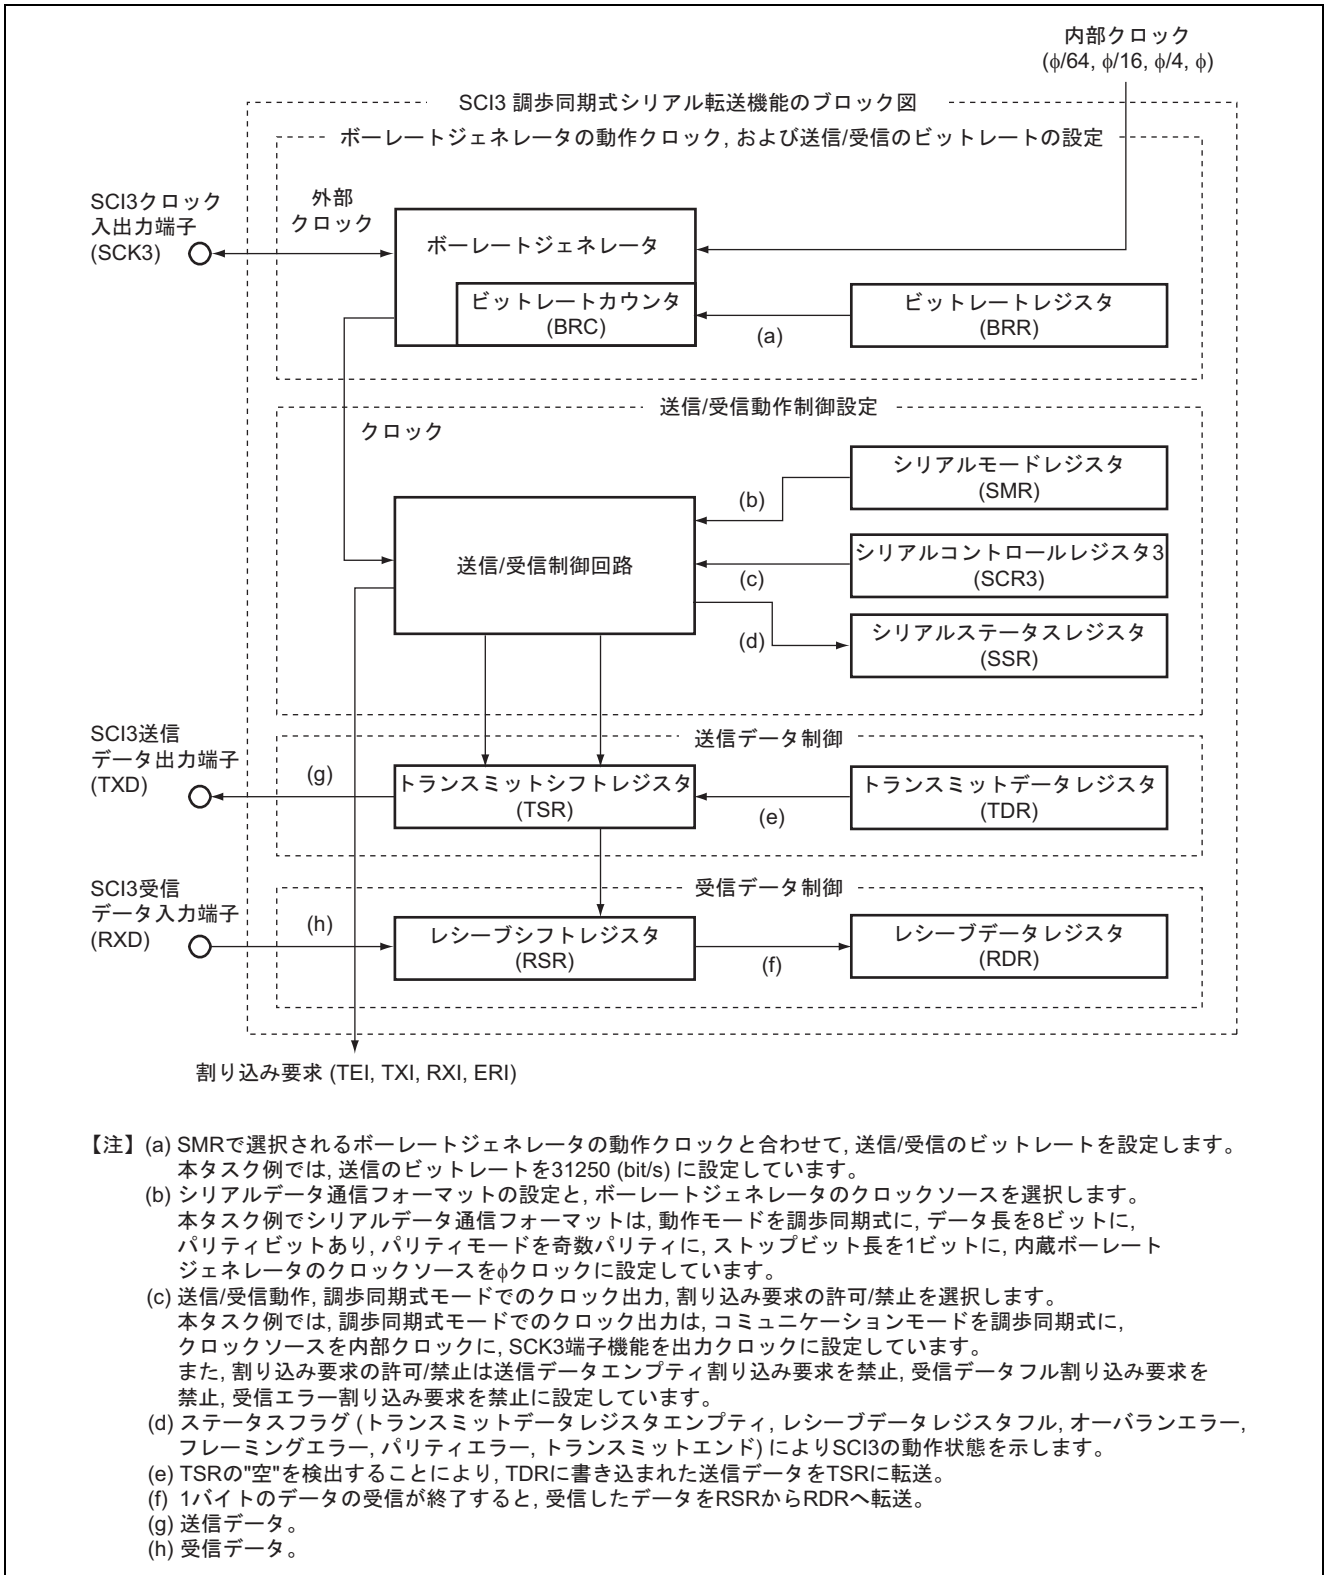 内部クロック
(φ/64, φ/16, φ/4, φ)
SCI3 調歩同期式シリアル転送機能のブロック図
ボーレートジェネレータの動作クロック, および送信/受信のビットレートの設定
SCI3クロック
入出力端子
(SCK3)
外部
クロック
ボーレートジェネレータ
ビットレートカウンタ
(BRC)
(a)
ビットレートレジスタ
(BRR)
送信/受信動作制御設定
クロック
シリアルモードレジスタ
(SMR)
(b)
送信/受信制御回路
シリアルコントロールレジスタ3
(SCR3)
(c)
シリアルステータスレジスタ
(SSR)
(d)
SCI3送信
データ出力端子
(TXD)
送信データ制御
(g)
トランスミットシフトレジスタ
(TSR)
(e)
トランスミットデータレジスタ
(TDR)
SCI3受信
データ入力端子
(RXD)
受信データ制御
(h)
レシーブシフトレジスタ
(RSR)
(f)
レシーブデータレジスタ
(RDR)
割り込み要求 (TEI, TXI, RXI, ERI)
【注】(a) SMRで選択されるボーレートジェネレータの動作クロックと合わせて, 送信/受信のビットレートを設定します。
本タスク例では, 送信のビットレートを31250 (bit/s) に設定しています。
(b) シリアルデータ通信フォーマットの設定と, ボーレートジェネレータのクロックソースを選択します。
本タスク例でシリアルデータ通信フォーマットは, 動作モードを調歩同期式に, データ長を8ビットに,
パリティビットあり, パリティモードを奇数パリティに, ストップビット長を1ビットに, 内蔵ボーレート
ジェネレータのクロックソースをφクロックに設定しています。
(c) 送信/受信動作, 調歩同期式モードでのクロック出力, 割り込み要求の許可/禁止を選択します。
本タスク例では, 調歩同期式モードでのクロック出力は, コミュニケーションモードを調歩同期式に,
クロックソースを内部クロックに, SCK3端子機能を出力クロックに設定しています。
また, 割り込み要求の許可/禁止は送信データエンプティ割り込み要求を禁止, 受信データフル割り込み要求を
禁止, 受信エラー割り込み要求を禁止に設定しています。
(d) ステータスフラグ (トランスミットデータレジスタエンプティ, レシーブデータレジスタフル, オーバランエラー,
フレーミングエラー, パリティエラー, トランスミットエンド) によりSCI3の動作状態を示します。
(e) TSRの"空"を検出することにより, TDRに書き込まれた送信データをTSRに転送。
(f) 1バイトのデータの受信が終了すると, 受信したデータをRSRからRDRへ転送。
(g) 送信データ。
(h) 受信データ。